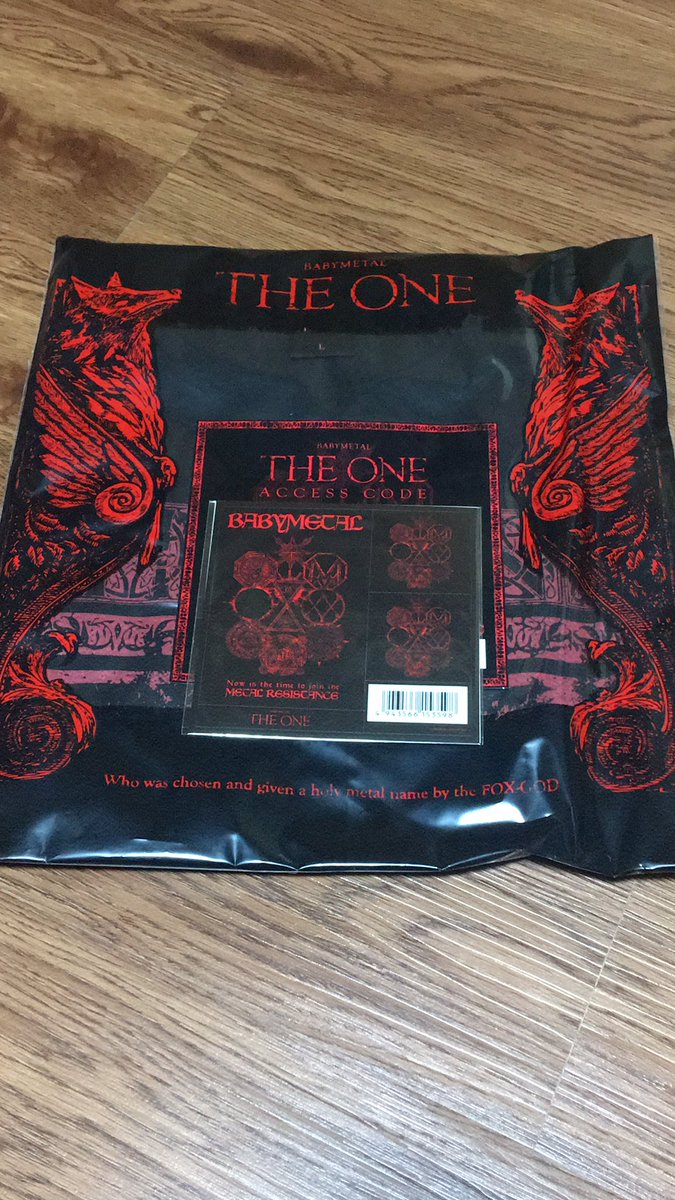 BABYMETAL
THE ONE
L
BABYMETAL
THE ONE
ACCESS CODE
BABYMETAL
Now is the time to join the
METAL RESISTANCE
THE ONE
Who was chosen and given a holy metal name by the FOX-GOD